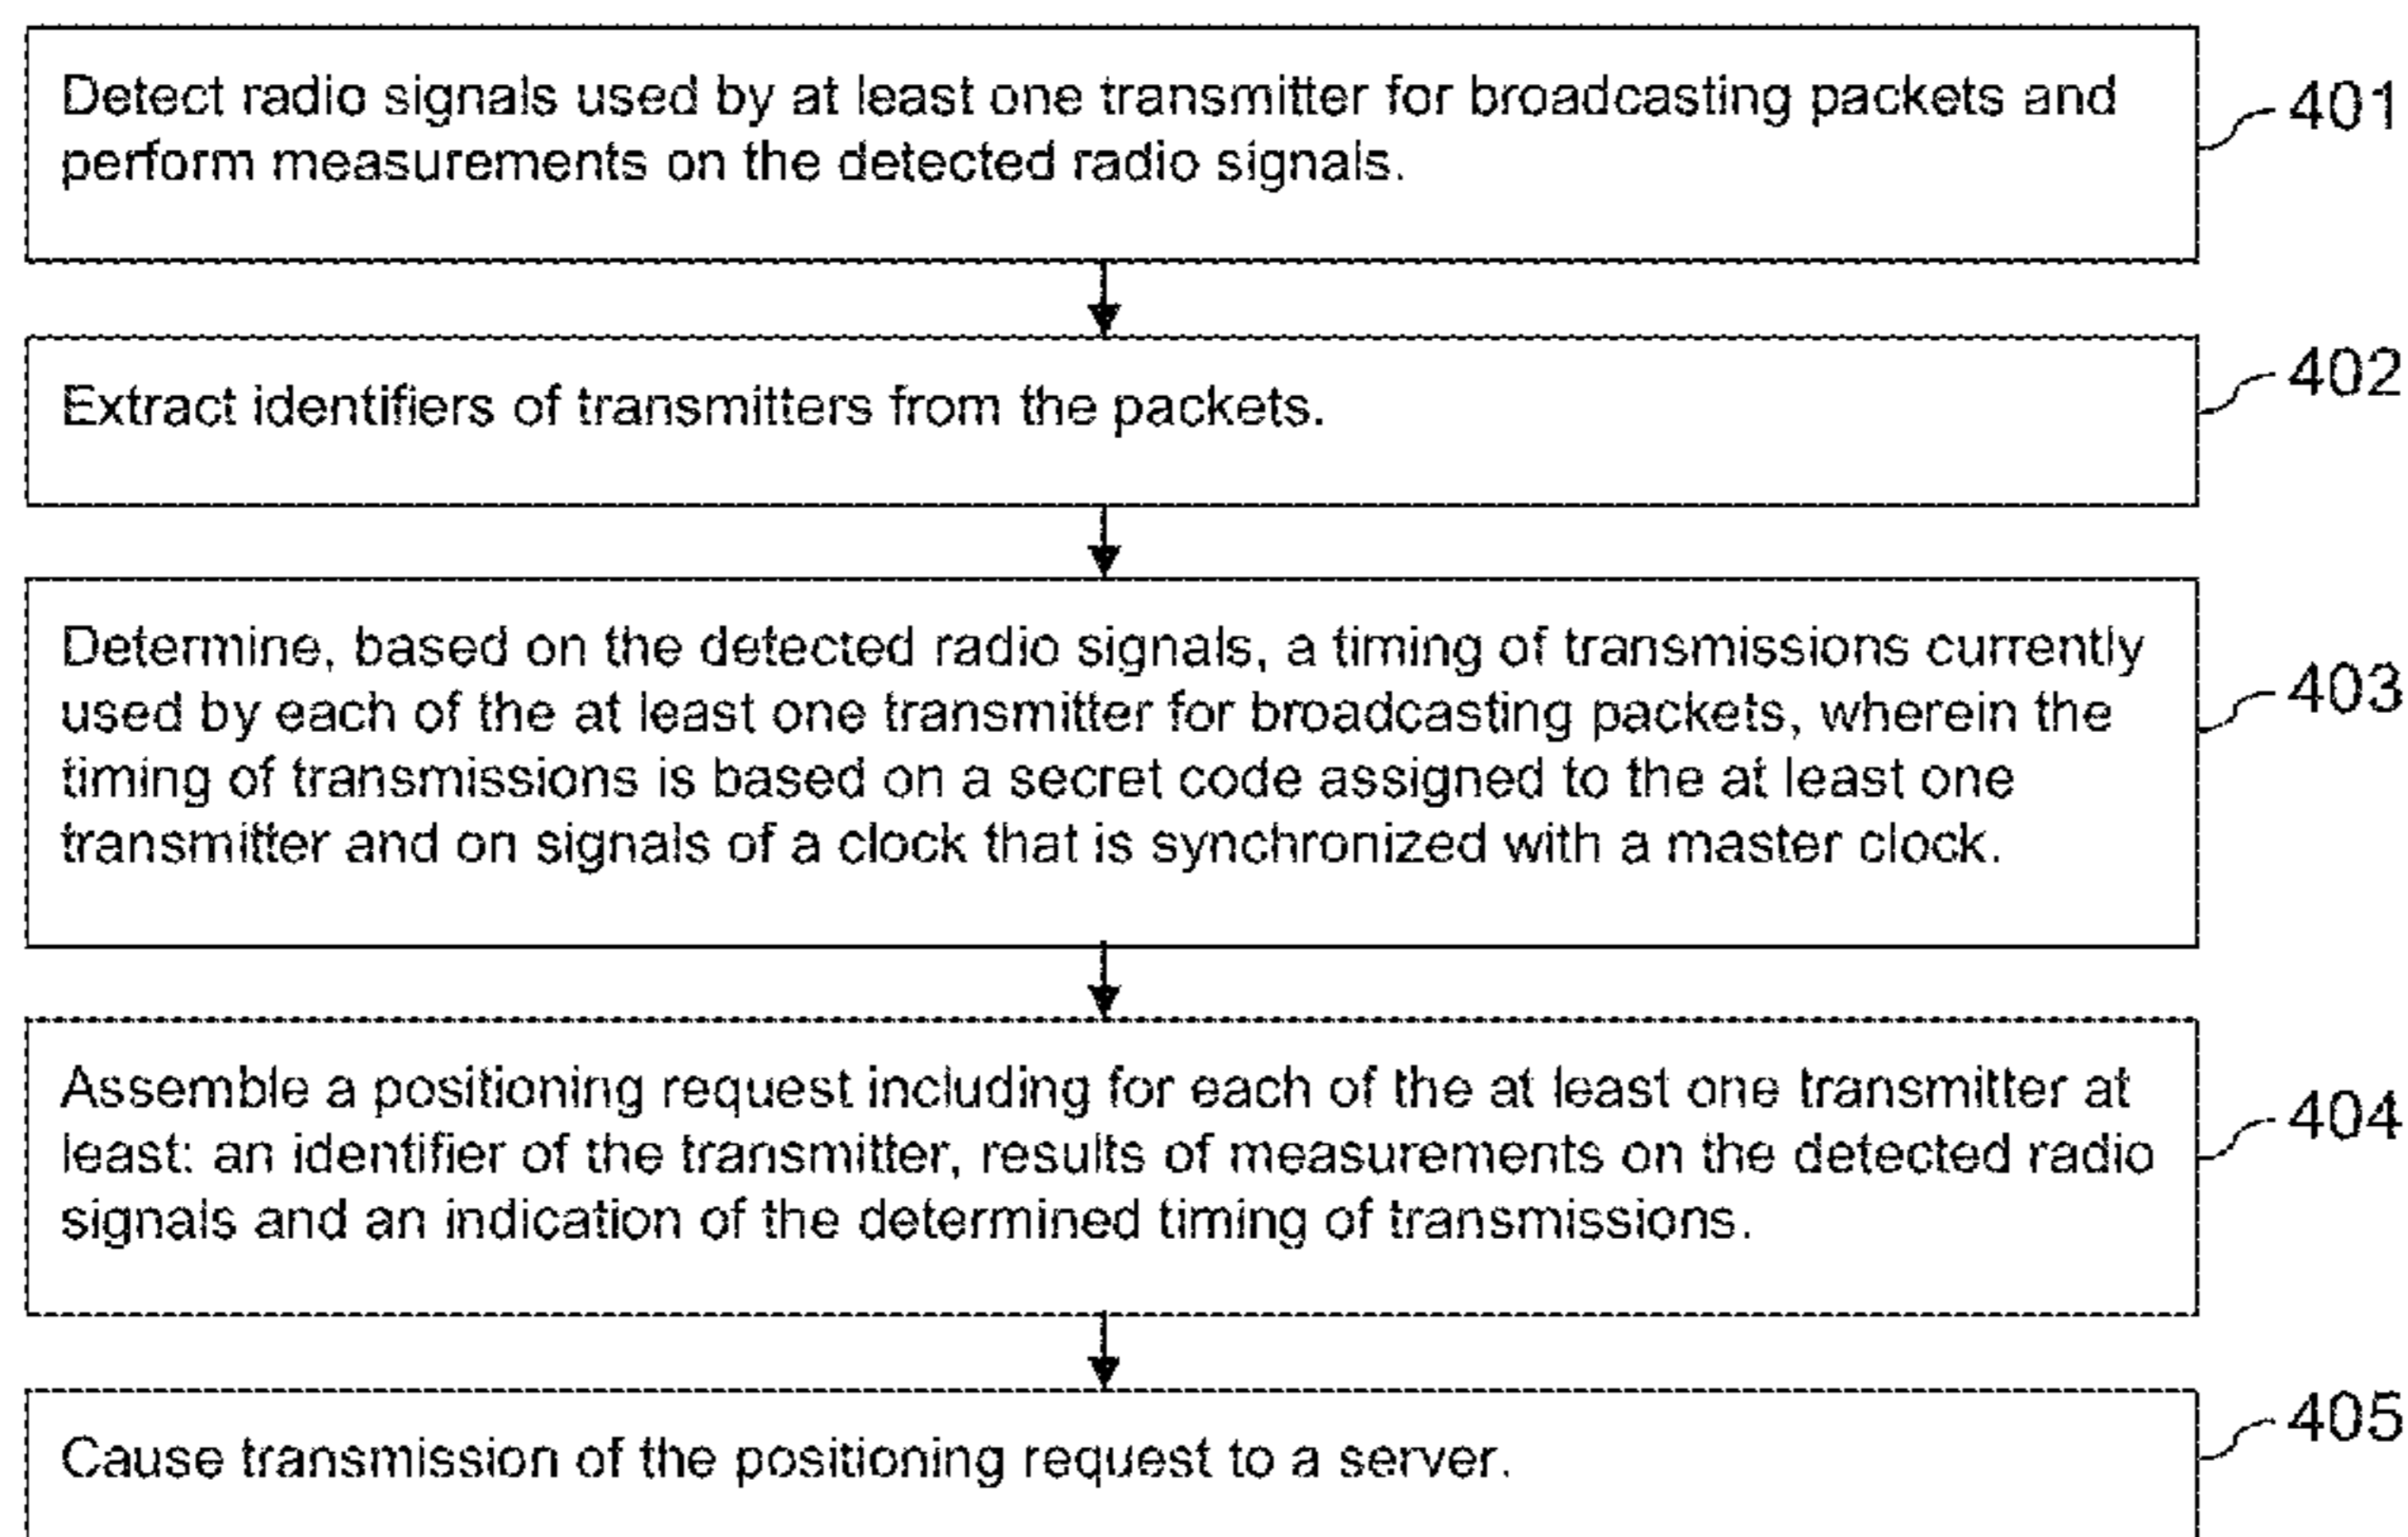 Detect radio signals used by at least one transmitter for broadcasting packets and
perform measurements on the detected radio signals.
401
Extract identifiers of transmitters from the packets.
402
Determine, based on the detected radio signals, a timing of transmissions currently
used by each of the at least one transmitter for broadcasting packets, wherein the
timing of transmissions is based on a secret code assigned to the at least one
transmitter and on signals of a clock that is synchronized with a master clock.
403
Assemble a positioning request including for each of the at least one transmitter at
least: an identifier of the transmitter, results of measurements on the detected radio
signals and an indication of the determined timing of transmissions.
404
Cause transmission of the positioning request to a server.
405